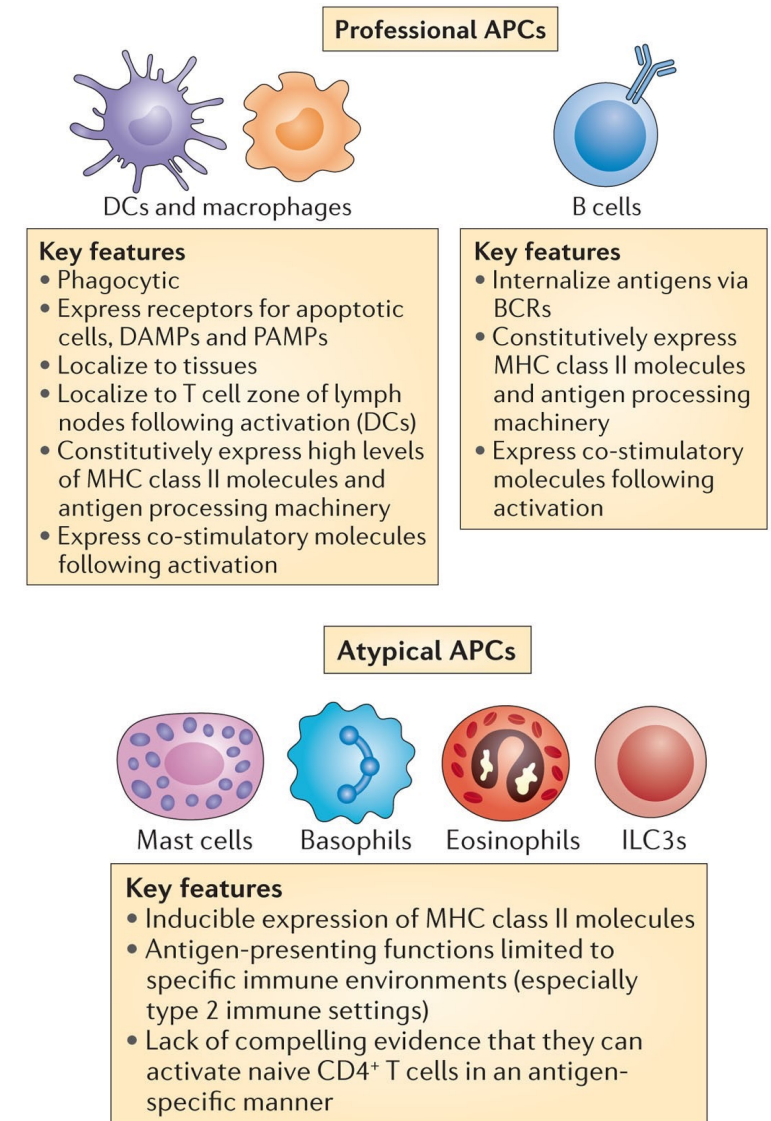 Professional APCs
DCs and macrophages
Key features
• Phagocytic
• Express receptors for apoptotic
cells, DAMPs and PAMPs
• Localize to tissues
• Localize to T cell zone of lymph
nodes following activation (DCs)
• Constitutively express high levels
of MHC class II molecules and
antigen processing machinery
• Express co-stimulatory molecules
following activation
B cells
Key features
• Internalize antigens via
BCRs
• Constitutively express
MHC class II molecules
and antigen processing
machinery
• Express co-stimulatory
molecules following
activation
Atypical APCs
Mast cells
Basophils
Eosinophils
ILC3s
Key features
• Inducible expression of MHC class II molecules
• Antigen-presenting functions limited to
specific immune environments (especially
type 2 immune settings)
• Lack of compelling evidence that they can
activate naive CD4⁺ T cells in an antigen-
specific manner